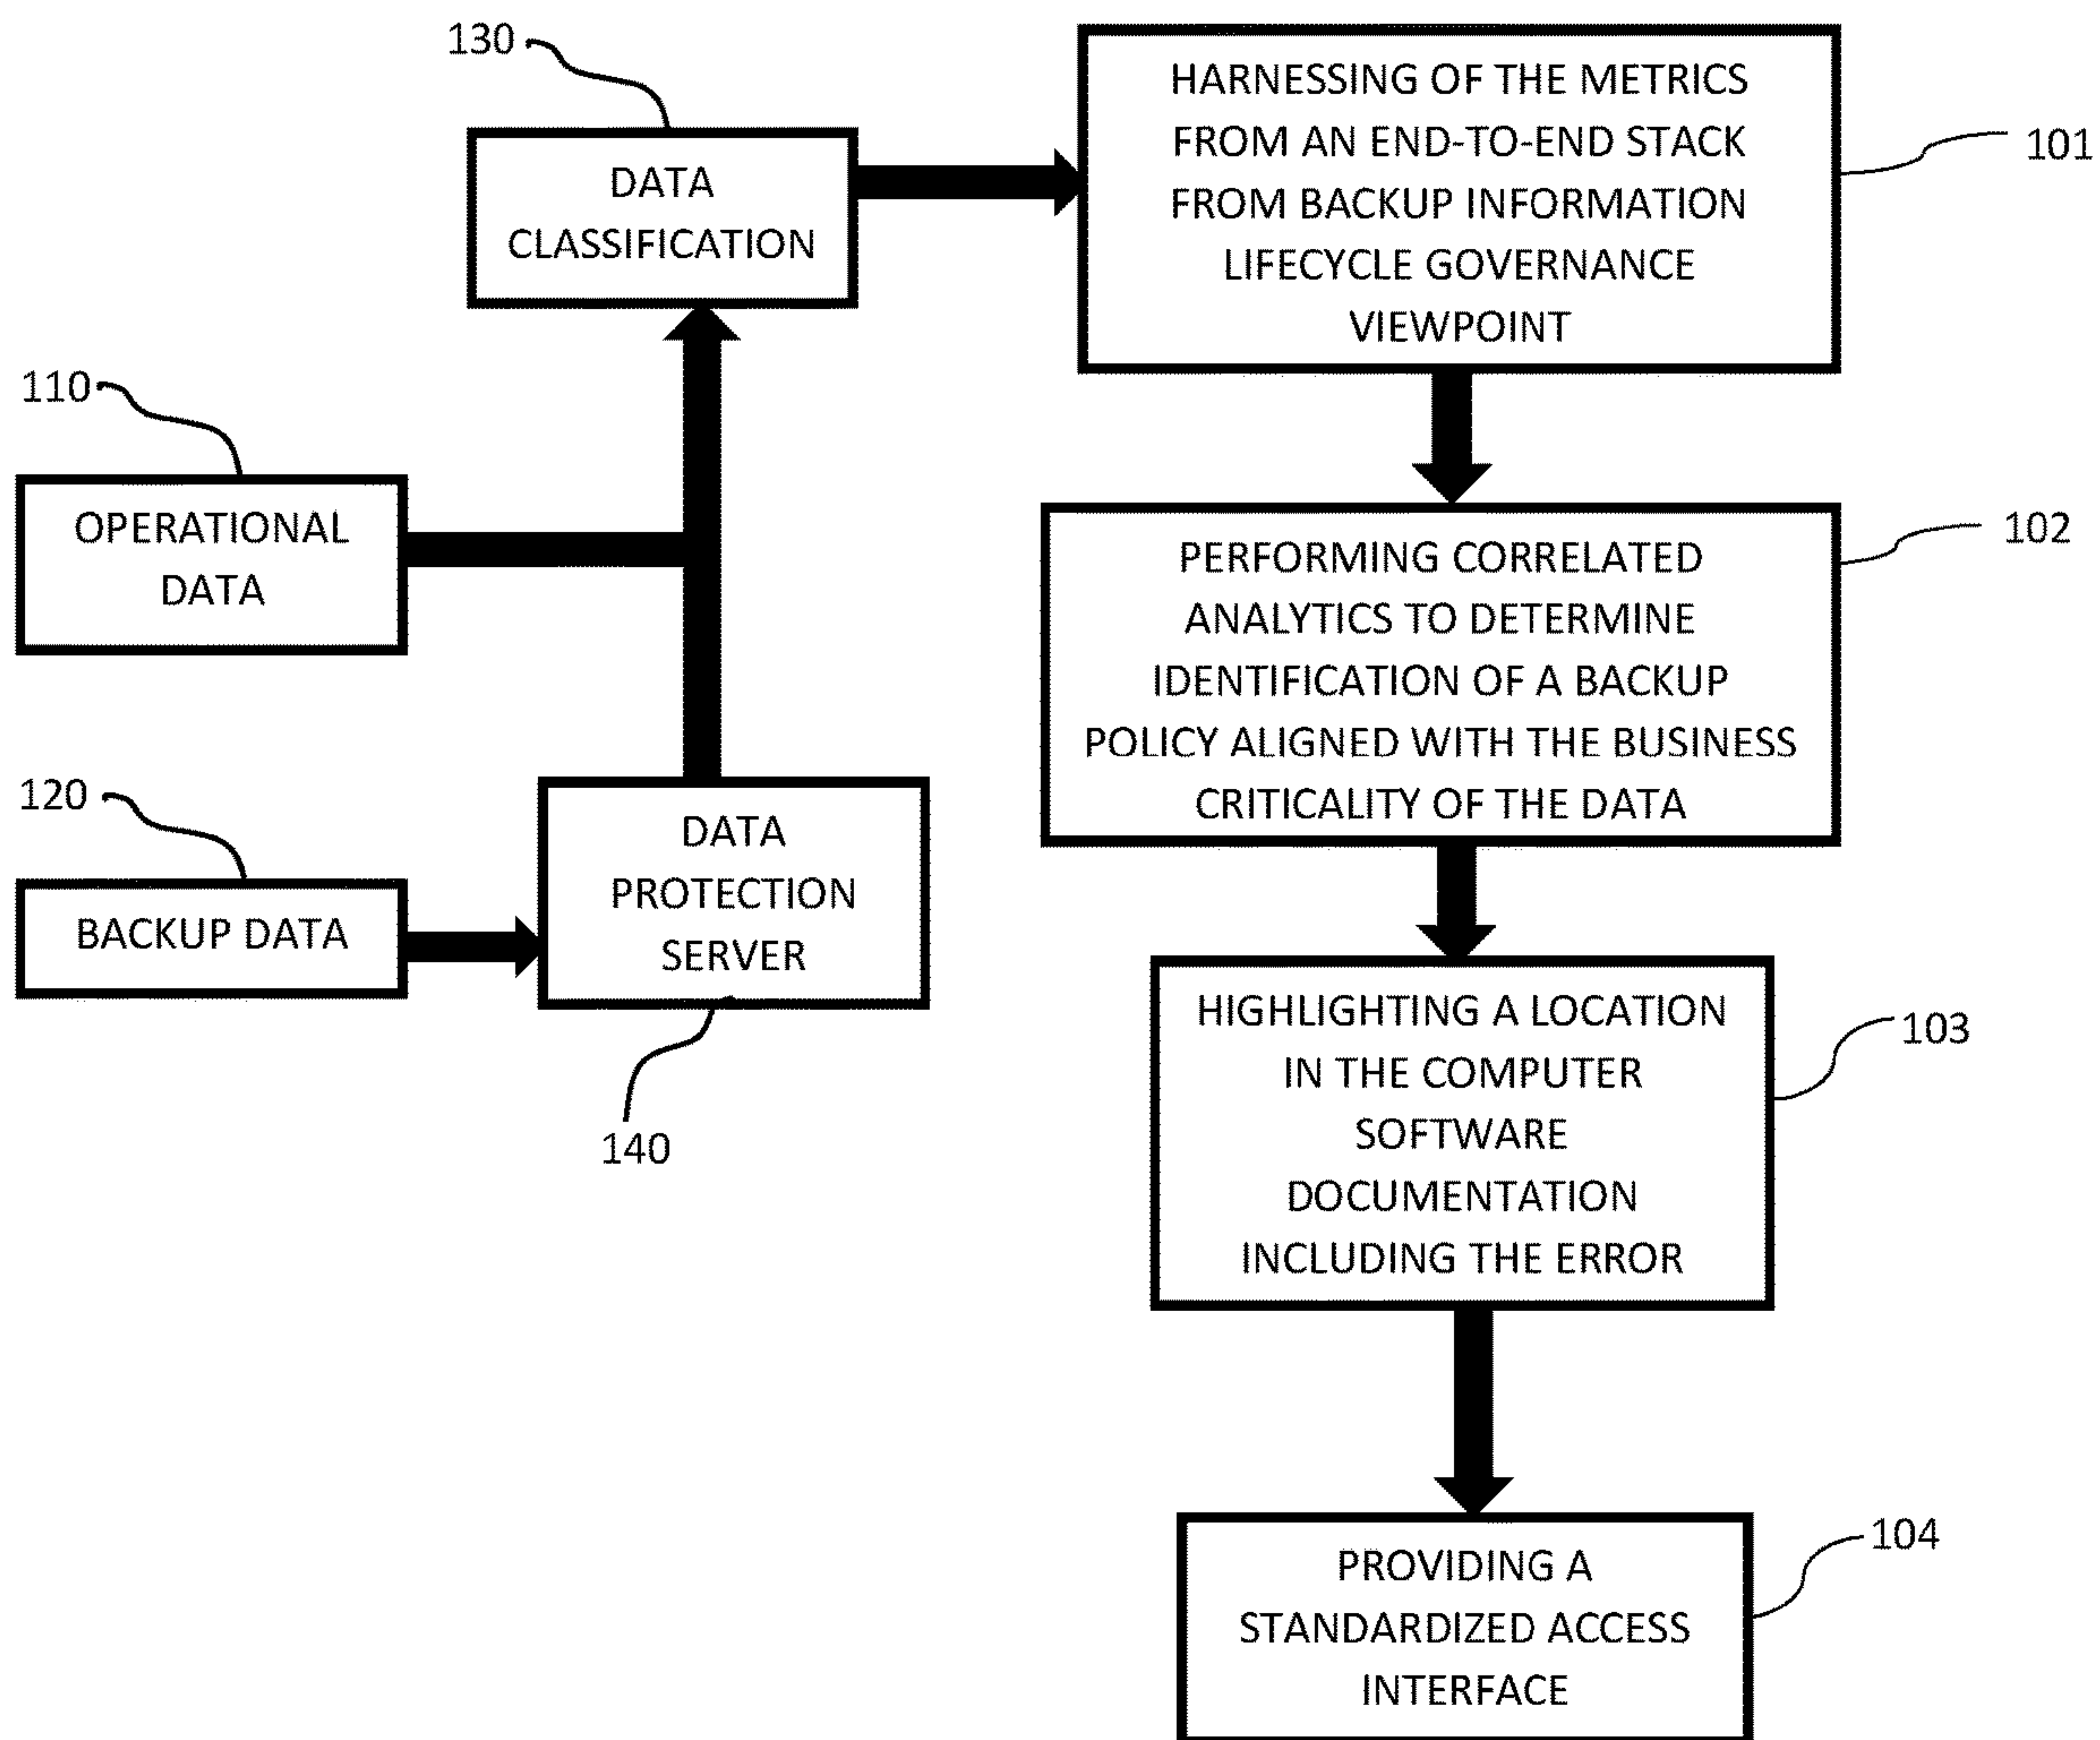 130
DATA
CLASSIFICATION
110
OPERATIONAL
DATA
120
BACKUP DATA
DATA
PROTECTION
SERVER
140
HARNESSING OF THE METRICS
FROM AN END-TO-END STACK
FROM BACKUP INFORMATION
LIFECYCLE GOVERNANCE
VIEWPOINT
101
PERFORMING CORRELATED
ANALYTICS TO DETERMINE
IDENTIFICATION OF A BACKUP
POLICY ALIGNED WITH THE BUSINESS
CRITICALITY OF THE DATA
102
HIGHLIGHTING A LOCATION
IN THE COMPUTER
SOFTWARE
DOCUMENTATION
INCLUDING THE ERROR
103
PROVIDING A
STANDARDIZED ACCESS
INTERFACE
104